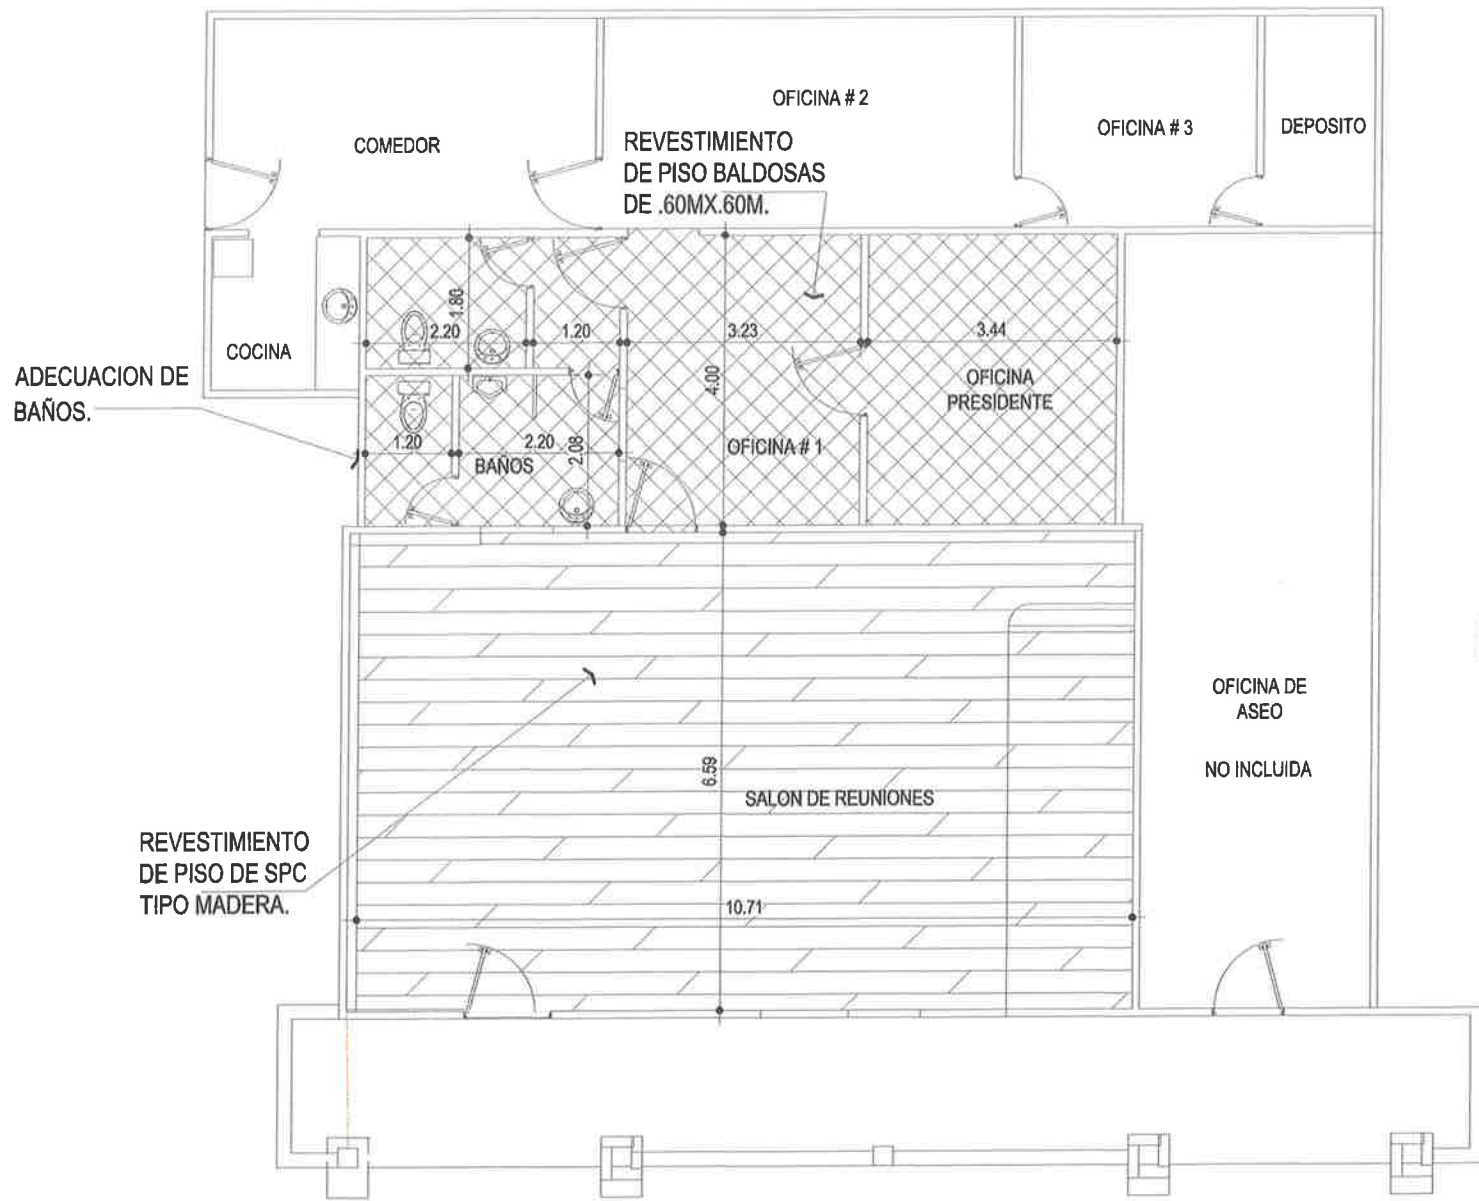 OFICINA # 2
OFICINA # 3
DEPOSITO
COMEDOR
REVESTIMIENTO
DE PISO BALDOSAS
DE .60MX.60M.
1.80
2.20
1.20
3.23
3.44
COCINA
ADECUACION DE
BAÑOS.
4.00
OFICINA
PRESIDENTE
1.20
2.20
2.08
BAÑOS
OFICINA # 1
OFICINA DE
ASEO
NO INCLUIDA
6.59
SALON DE REUNIONES
REVESTIMIENTO
DE PISO DE SPC
TIPO MADERA.
10.71